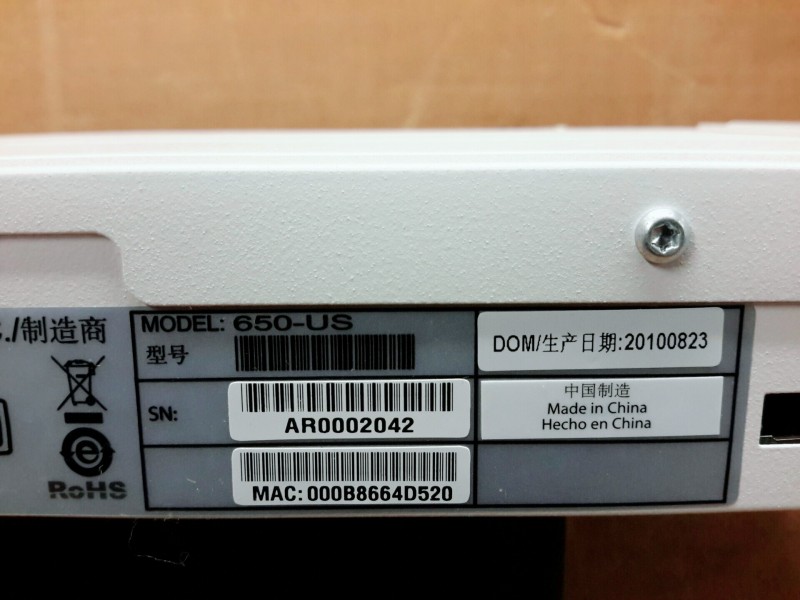 ./制造商
MODEL: 650-US
型号
DOM/生产日期:20100823
SN:
AR0002042
中国制造
Made in China
Hecho en China
MAC: 000B8664D520
e
RoHS